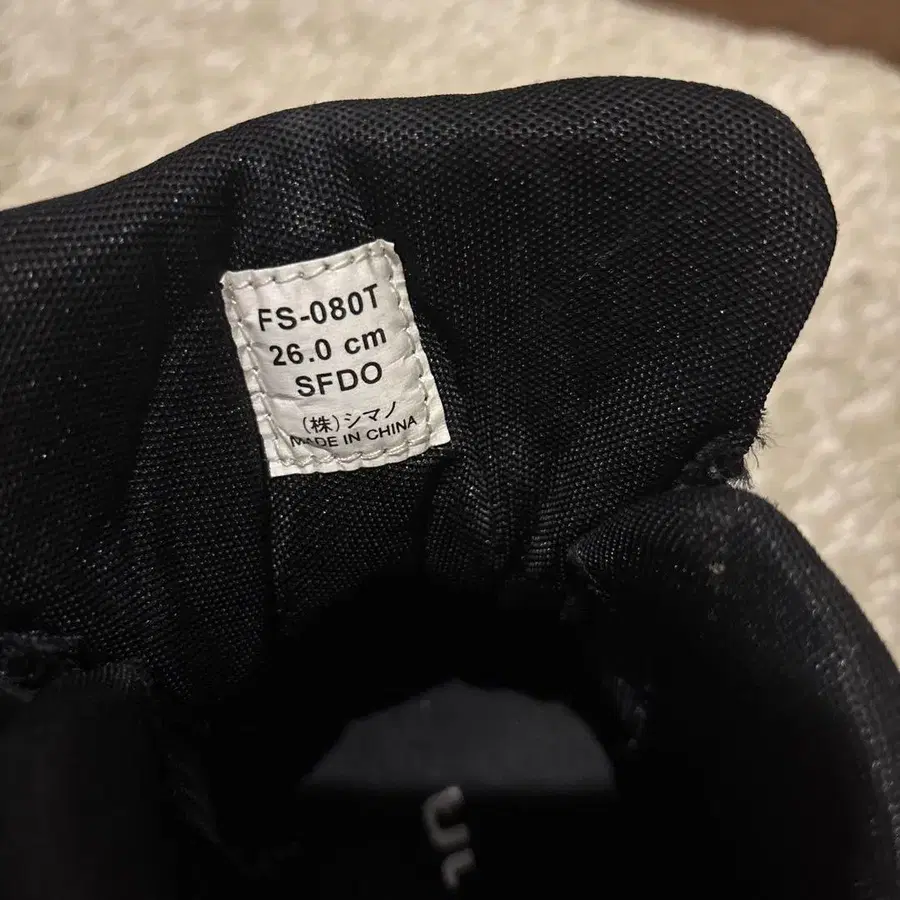 FS-080T
26.0 cm
SFDO
(株)シマノ
MADE IN CHINA